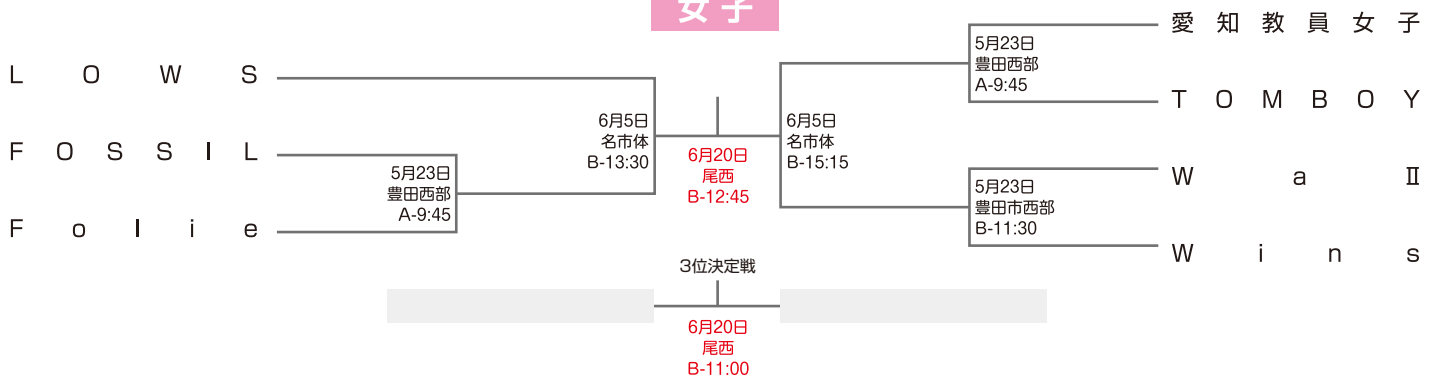 女子
LOWS
FOSSIL
Folie
5月23日
豊田西部
A-9:45
6月5日
名市体
B-13:30
6月20日
尾西
B-12:45
6月5日
名市体
B-15:15
5月23日
豊田西部
A-9:45
5月23日
豊田市西部
B-11:30
愛知教員女子
TOMBOY
WaⅡ
Wins
3位決定戦
6月20日
尾西
B-11:00